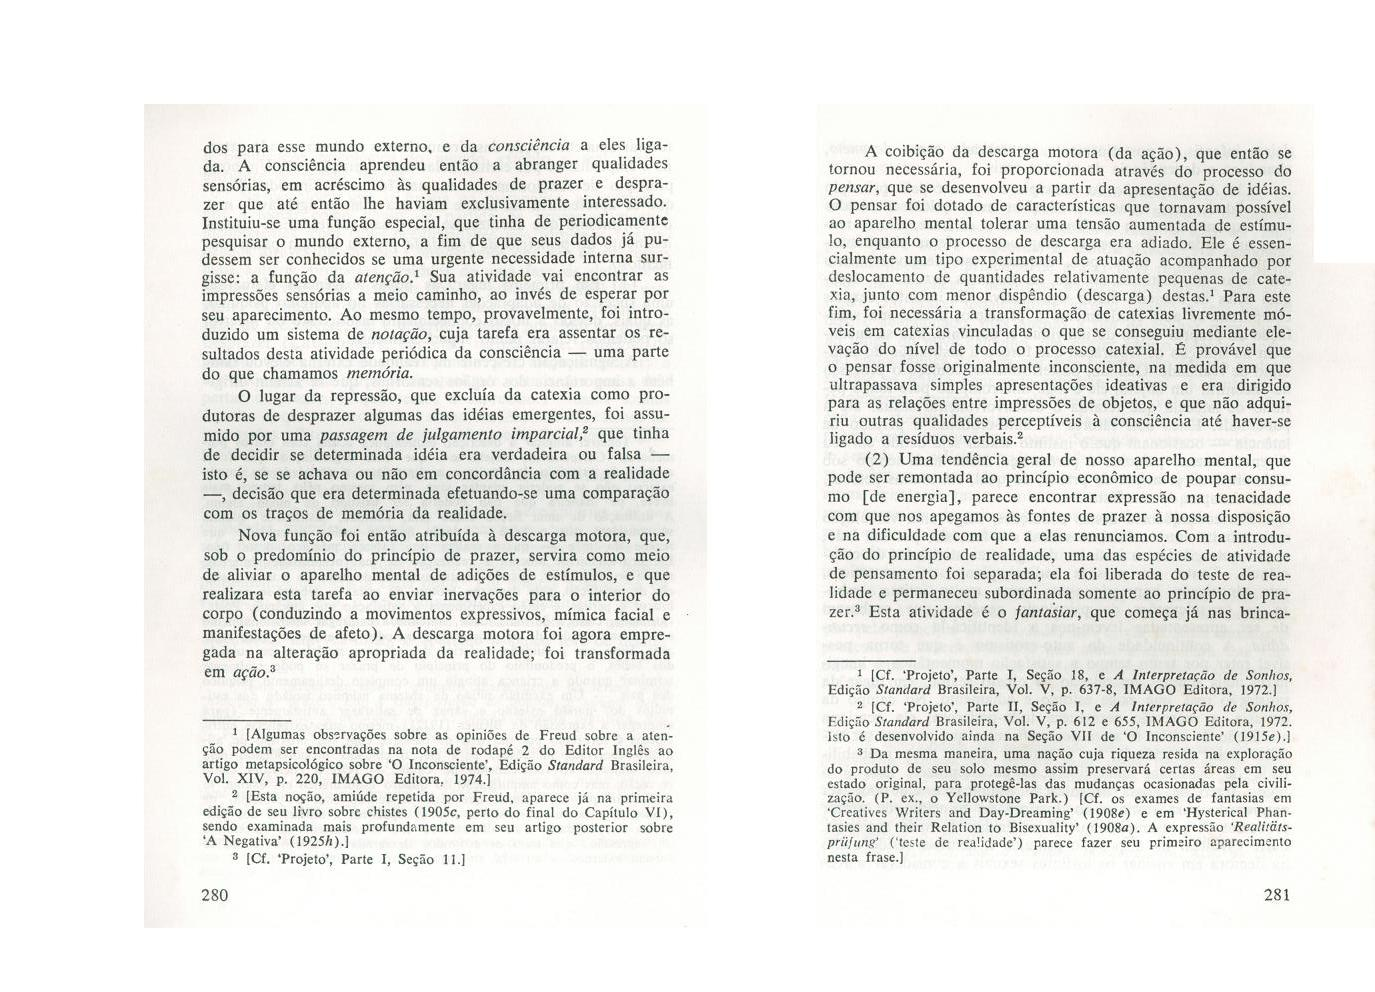 dos para esse mundo externo, e da consciência a eles liga-
da. A consciência aprendeu então a abranger qualidades
sensórias, em acréscimo às qualidades de prazer e despra-
zer que até então lhe haviam exclusivamente interessado.
Instituiu-se uma função especial, que tinha de periodicamente
pesquisar o mundo externo, a fim de que seus dados já pu-
dessem ser conhecidos se uma urgente necessidade interna sur-
gisse: a função da atenção.¹ Sua atividade vai encontrar as
impressões sensórias a meio caminho, ao invés de esperar por
seu aparecimento. Ao mesmo tempo, provavelmente, foi intro-
duzido um sistema de notação, cuja tarefa era assentar os re-
sultados desta atividade periódica da consciência — uma parte
do que chamamos memória.
O lugar da repressão, que excluía da catexia como pro-
dutoras de desprazer algumas das idéias emergentes, foi assu-
mido por uma passagem de julgamento imparcial,² que tinha
de decidir se determinada idéia era verdadeira ou falsa —
isto é, se se achava ou não em concordância com a realidade
—, decisão que era determinada efetuando-se uma comparação
com os traços de memória da realidade.
Nova função foi então atribuída à descarga motora, que,
sob o predomínio do princípio de prazer, servira como meio
de aliviar o aparelho mental de adições de estímulos, e que
realizara esta tarefa ao enviar inervações para o interior do
corpo (conduzindo a movimentos expressivos, mímica facial e
manifestações de afeto). A descarga motora foi agora empre-
gada na alteração apropriada da realidade; foi transformada
em ação.³
¹ [Algumas observações sobre as opiniões de Freud sobre a aten-
ção podem ser encontradas na nota de rodapé 2 do Editor Inglês ao
artigo metapsicológico sobre ‘O Inconsciente’, Edição Standard Brasileira,
Vol. XIV, p. 220, IMAGO Editora, 1974.]
² [Esta noção, amiúde repetida por Freud, aparece já na primeira
edição de seu livro sobre chistes (1905c, perto do final do Capítulo VI),
sendo examinada mais profundamente em seu artigo posterior sobre
‘A Negativa’ (1925h).]
³ [Cf. ‘Projeto’, Parte I, Seção 11.]
280
A coibição da descarga motora (da ação), que então se
tornou necessária, foi proporcionada através do processo do
pensar, que se desenvolveu a partir da apresentação de idéias.
O pensar foi dotado de características que tornavam possível
ao aparelho mental tolerar uma tensão aumentada de estímu-
lo, enquanto o processo de descarga era adiado. Ele é essen-
cialmente um tipo experimental de atuação acompanhado por
deslocamento de quantidades relativamente pequenas de cate-
xia, junto com menor dispêndio (descarga) destas.¹ Para este
fim, foi necessária a transformação de catexias livremente mó-
veis em catexias vinculadas o que se conseguiu mediante ele-
vação do nível de todo o processo catexial. É provável que
o pensar fosse originalmente inconsciente, na medida em que
ultrapassava simples apresentações ideativas e era dirigido
para as relações entre impressões de objetos, e que não adqui-
riu outras qualidades perceptíveis à consciência até haver-se
ligado a resíduos verbais.²
(2) Uma tendência geral de nosso aparelho mental, que
pode ser remontada ao princípio econômico de poupar consu-
mo [de energia], parece encontrar expressão na tenacidade
com que nos apegamos às fontes de prazer à nossa disposição
e na dificuldade com que a elas renunciamos. Com a introdu-
ção do princípio de realidade, uma das espécies de atividade
de pensamento foi separada; ela foi liberada do teste de rea-
lidade e permaneceu subordinada somente ao princípio de pra-
zer.³ Esta atividade é o fantasiar, que começa já nas brinca-
¹ [Cf. ‘Projeto’, Parte I, Seção 18, e A Interpretação de Sonhos,
Edição Standard Brasileira, Vol. V, p. 637-8, IMAGO Editora, 1972.]
² [Cf. ‘Projeto’, Parte II, Seção I, e A Interpretação de Sonhos,
Edição Standard Brasileira, Vol. V, p. 612 e 655, IMAGO Editora, 1972.
Isto é desenvolvido ainda na Seção VII de ‘O Inconsciente’ (1915e).]
³ Da mesma maneira, uma nação cuja riqueza resida na exploração
do produto de seu solo mesmo assim preservará certas áreas em seu
estado original, para protegê-las das mudanças ocasionadas pela civili-
zação. (P. ex., o Yellowstone Park.) [Cf. os exames de fantasias em
‘Creatives Writers and Day-Dreaming’ (1908e) e em ‘Hysterical Phan-
tasies and their Relation to Bisexuality’ (1908a). A expressão ‘Realitäts-
prüfung’ (‘teste de realidade’) parece fazer seu primeiro aparecimento
nesta frase.]
281